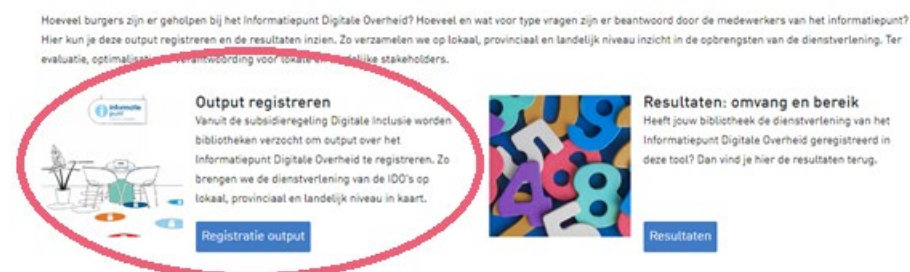 Hoeveel burgers zijn er geholpen bij het Informatiepunt Digitale Overheid? Hoeveel en wat voor type vragen zijn er beantwoord door de medewerkers van het informatiepunt?
Hier kun je deze output registreren en de resultaten inzien. Zo verzamelen we op lokaal, provinciaal en landelijk niveau inzicht in de opbrengsten van de dienstverlening. Ter
evaluatie, voor lokale stakeholders.
informatie
punt
Output registreren
Vanuit de subsidieregeling Digitale Inclusie worden
bibliotheken verzocht om output over het
Informatiepunt Digitale Overheid te registreren. Zo
brengen we de dienstverlening van de IDO's op
lokaal, provinciaal en landelijk niveau in kaart.
Registratie output
Resultaten: omvang en bereik
Heeft jouw bibliotheek de dienstverlening van het
Informatiepunt Digitale Overheid geregistreerd in
deze tool? Dan vind je hier de resultaten terug.
Resultaten